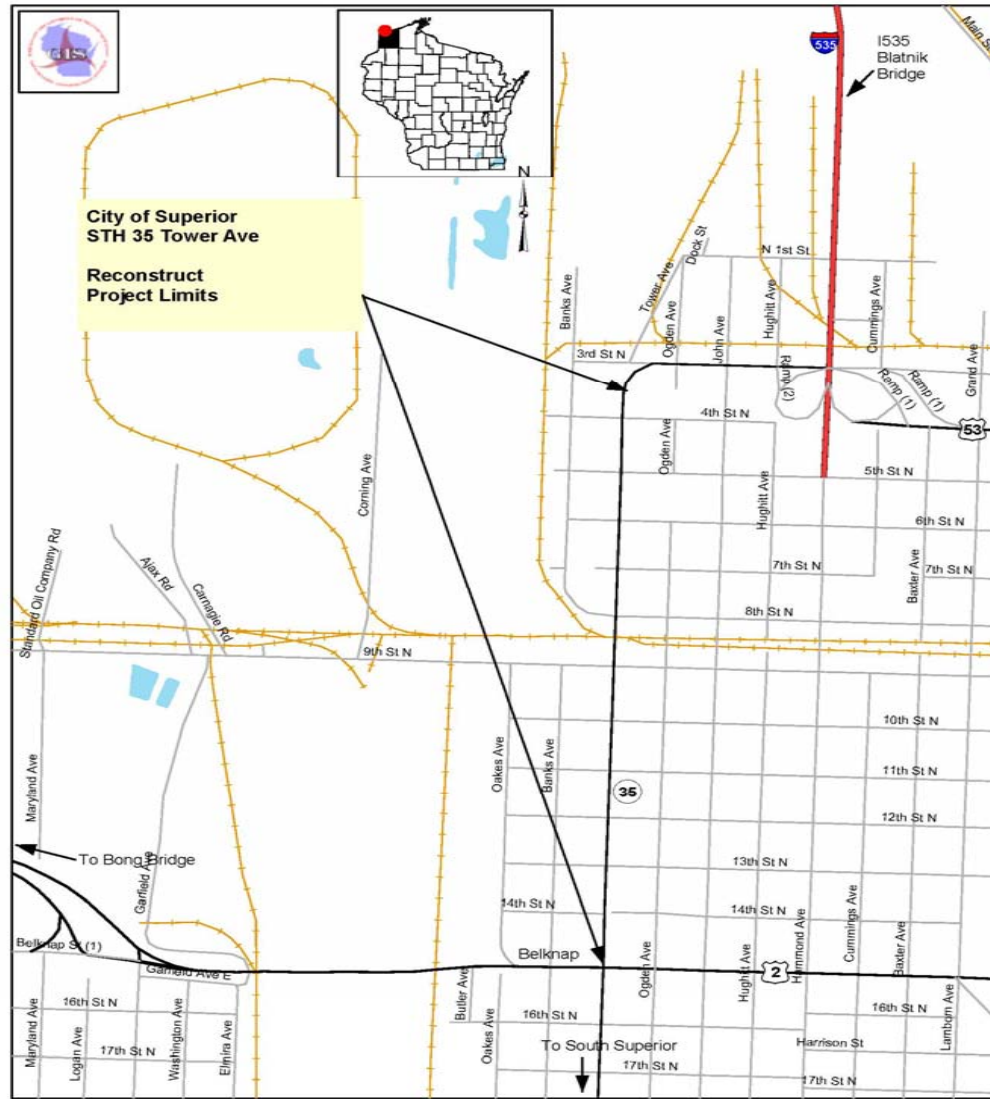 GIS
535
I535
Blatnik
Bridge
Main St
N
City of Superior
STH 35 Tower Ave
Reconstruct
Project Limits
Dock St
N 1st St
Banks Ave
Tower Ave
Ogden Ave
John Ave
Hughitt Ave
Cummings Ave
Grand Ave
3rd St N
Ramp (2)
Ramp (1)
Ramp (1)
4th St N
53
Ogden Ave
Corning Ave
Hughitt Ave
5th St N
6th St N
Baxter Ave
7th St N
7th St N
8th St N
Standard Oil Company Rd
Ajax Rd
Carnagie Rd
9th St N
Maryland Ave
Oakes Ave
Banks Ave
10th St N
11th St N
35
12th St N
To Bong Bridge
Garfield Ave
13th St N
14th St N
14th St N
Cummings Ave
Hammond Ave
Baxter Ave
Belknap St (1)
Garfield Ave E
Belknap
Ogden Ave
Hughitt Ave
2
Butler Ave
Oakes Ave
16th St N
16th St N
16th St N
Lamborn Ave
Maryland Ave
Logan Ave
Washington Ave
Elmira Ave
17th St N
To South Superior
Harrison St
17th St N
17th St N